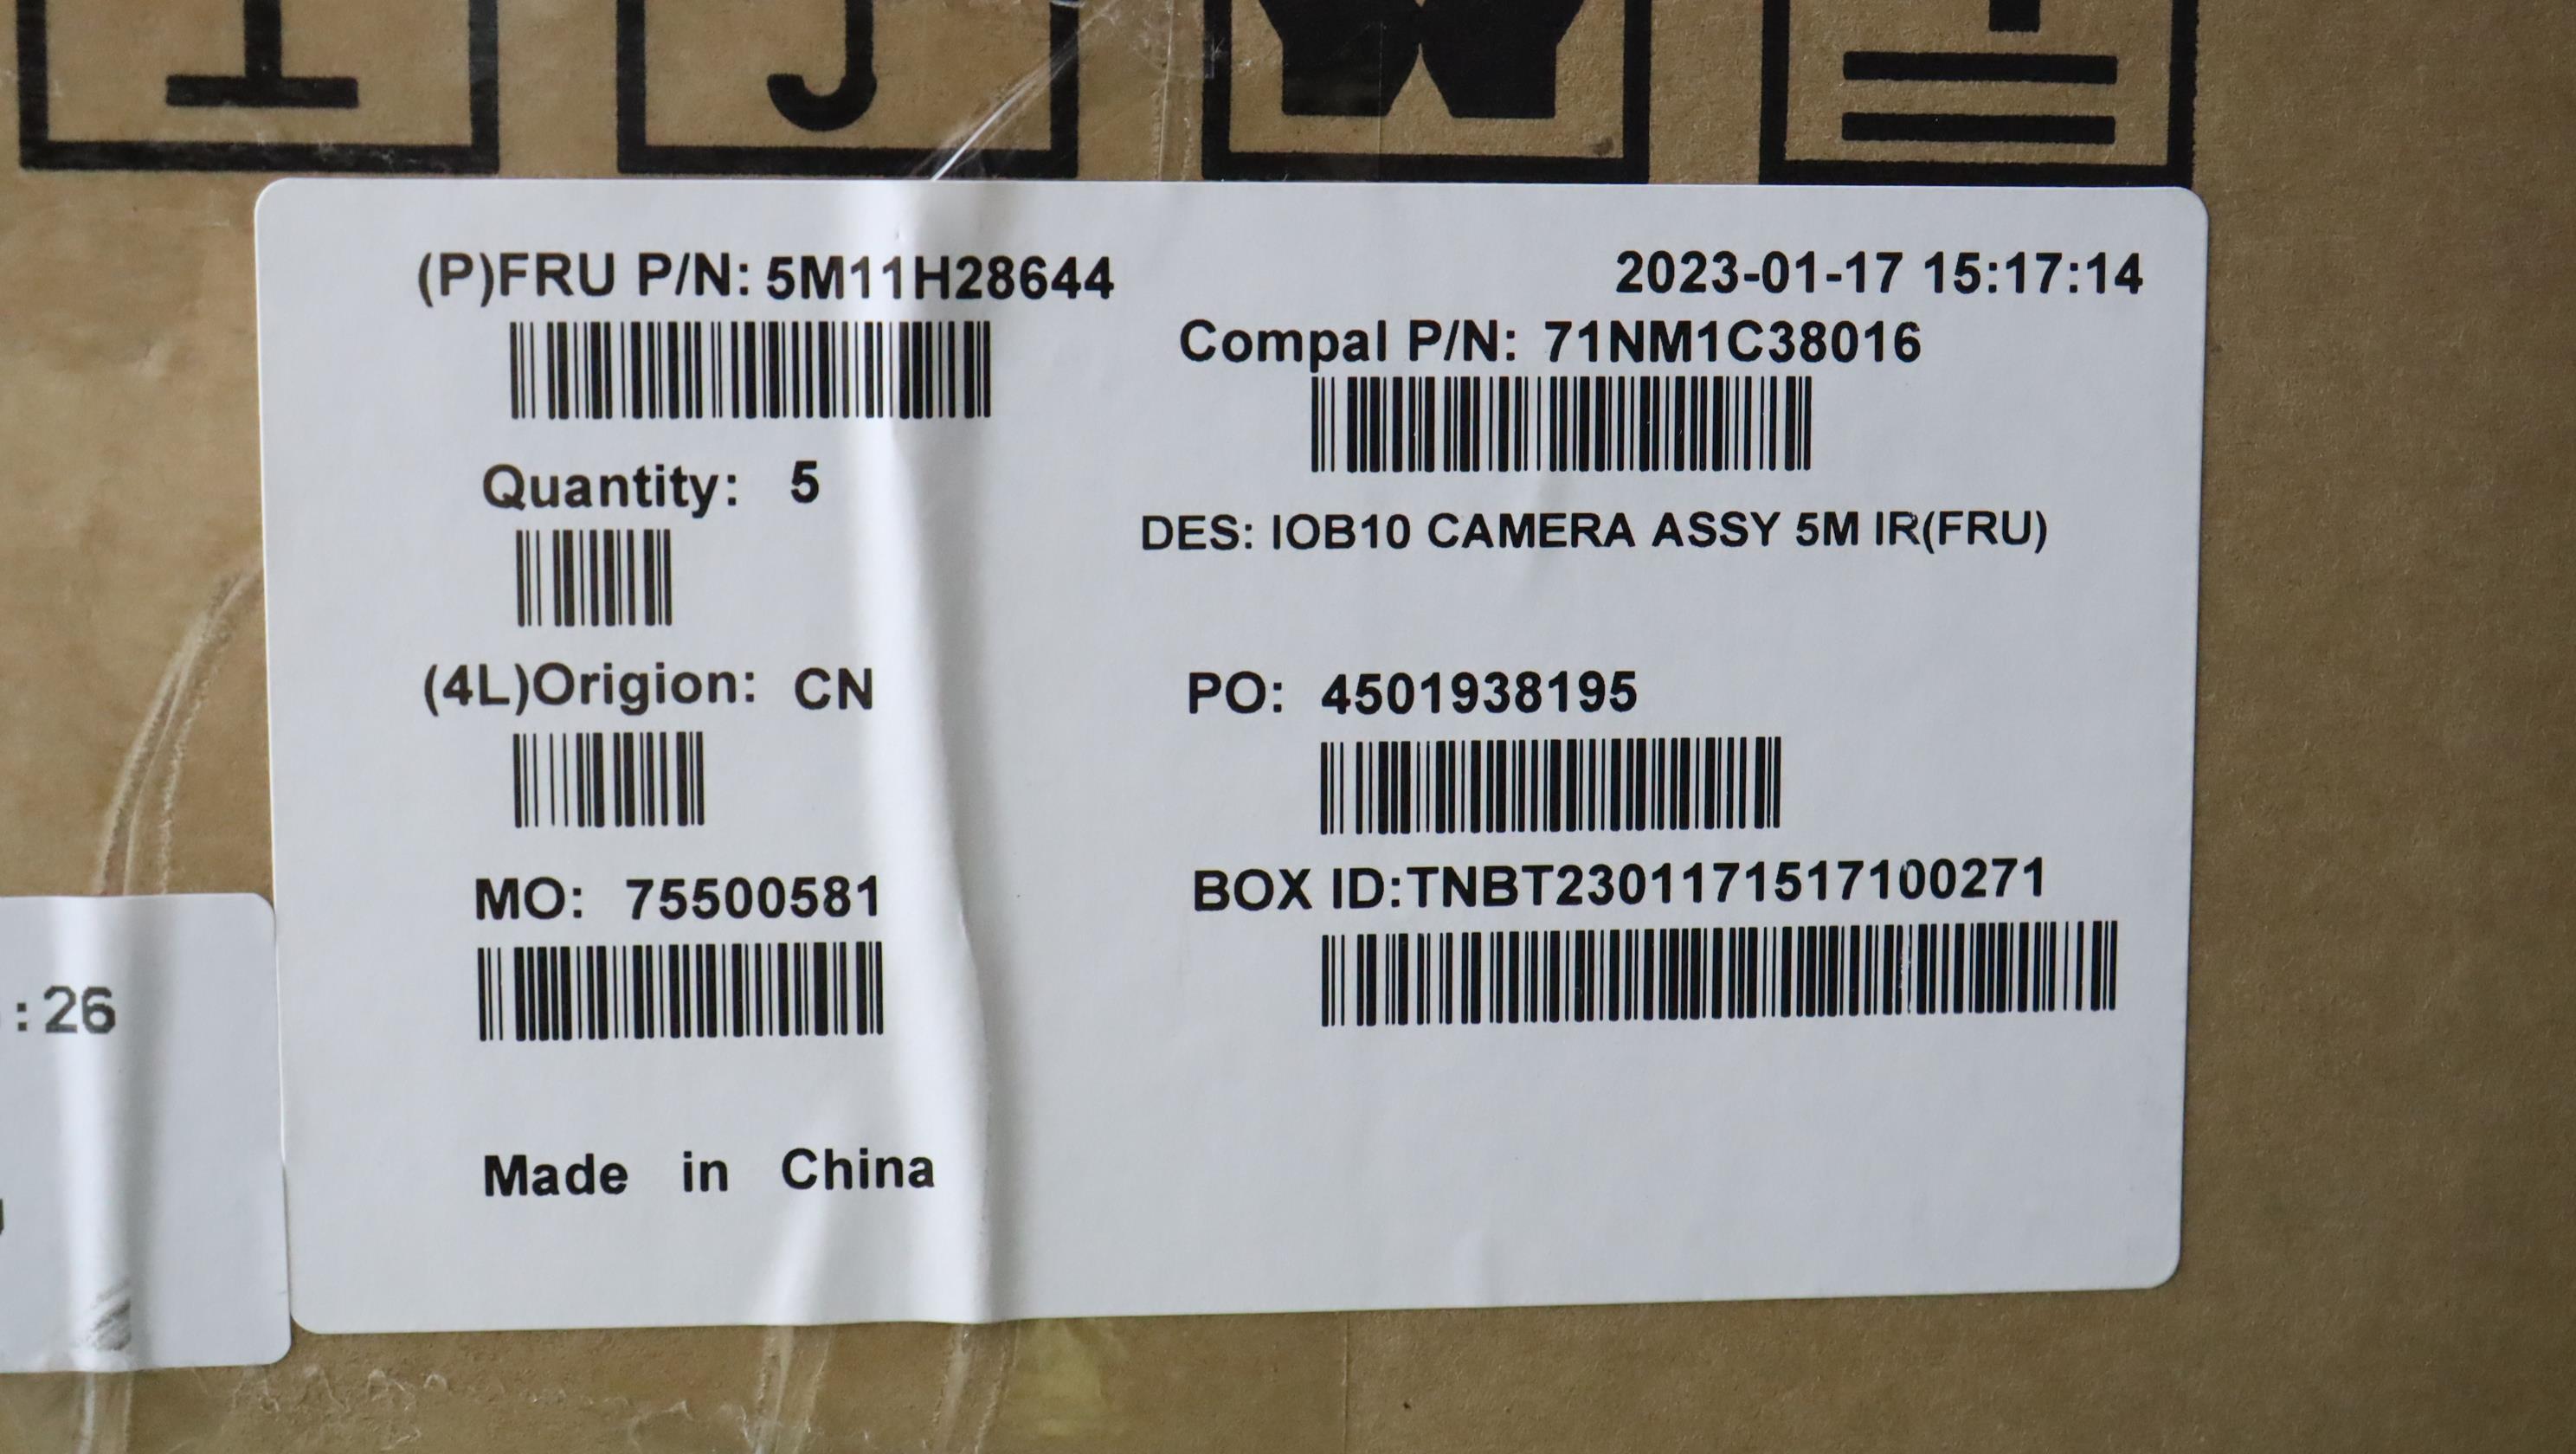 (P)FRU P/N: 5M11H28644
2023-01-17 15:17:14
Compal P/N: 71NM1C38016
Quantity: 5
DES: IOB10 CAMERA ASSY 5M IR(FRU)
(4L)Origion: CN
PO: 4501938195
MO: 75500581
BOX ID:TNBT2301171517100271
Made in China
:26